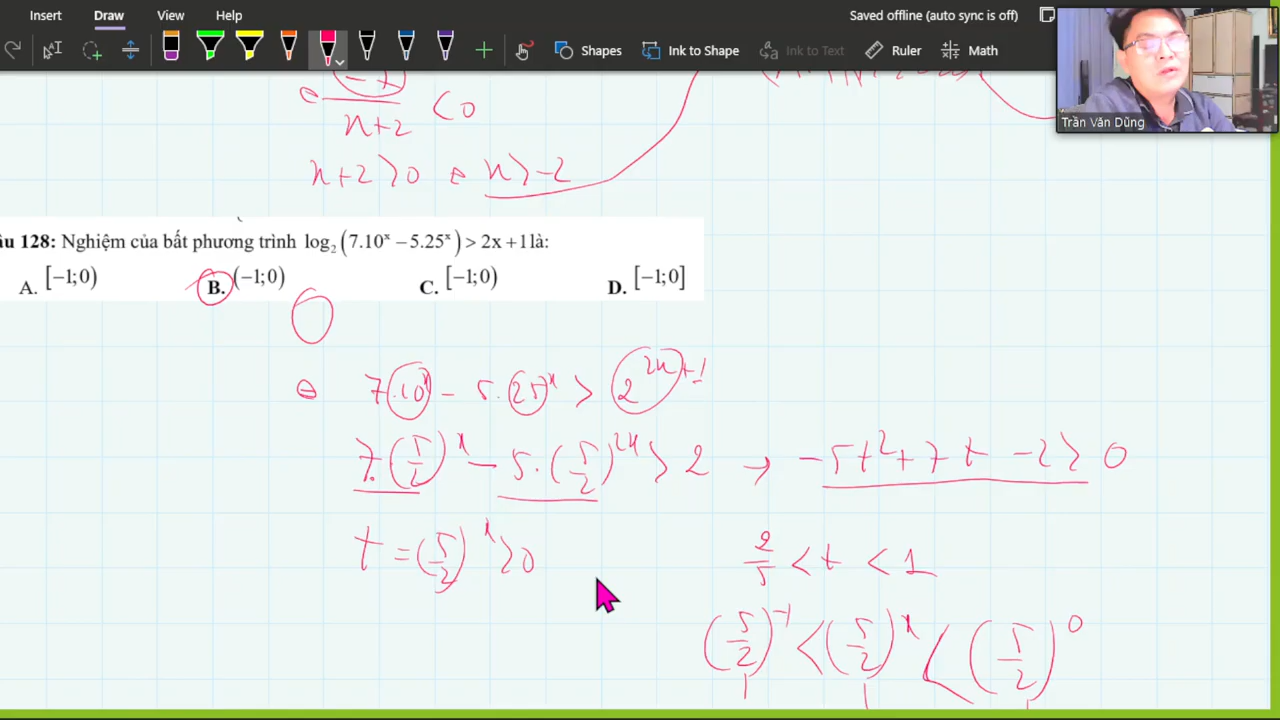 Insert Draw View Help Saved offline (auto sync is off)
Shapes Ink to Shape Ink to Text Ruler Math
Trần Văn Dũng
n+2 < 0
n+2 > 0 n > -2
âu 128: Nghiệm của bất phương trình log₂(7.10ˣ − 5.25ˣ) > 2x + 1 là:
A. [−1;0) B. (−1;0) C. [−1;0) D. [−1;0]
7.10ˣ - 5.25ˣ > 2^(2x+1)
7.(5/2)ˣ - 5.(5/2)^(2x) > 2 → -5t² + 7t - 2 > 0
t = (5/2)ˣ > 0
2/5 < t < 1
(5/2)⁻¹ < (5/2)ˣ < (5/2)⁰